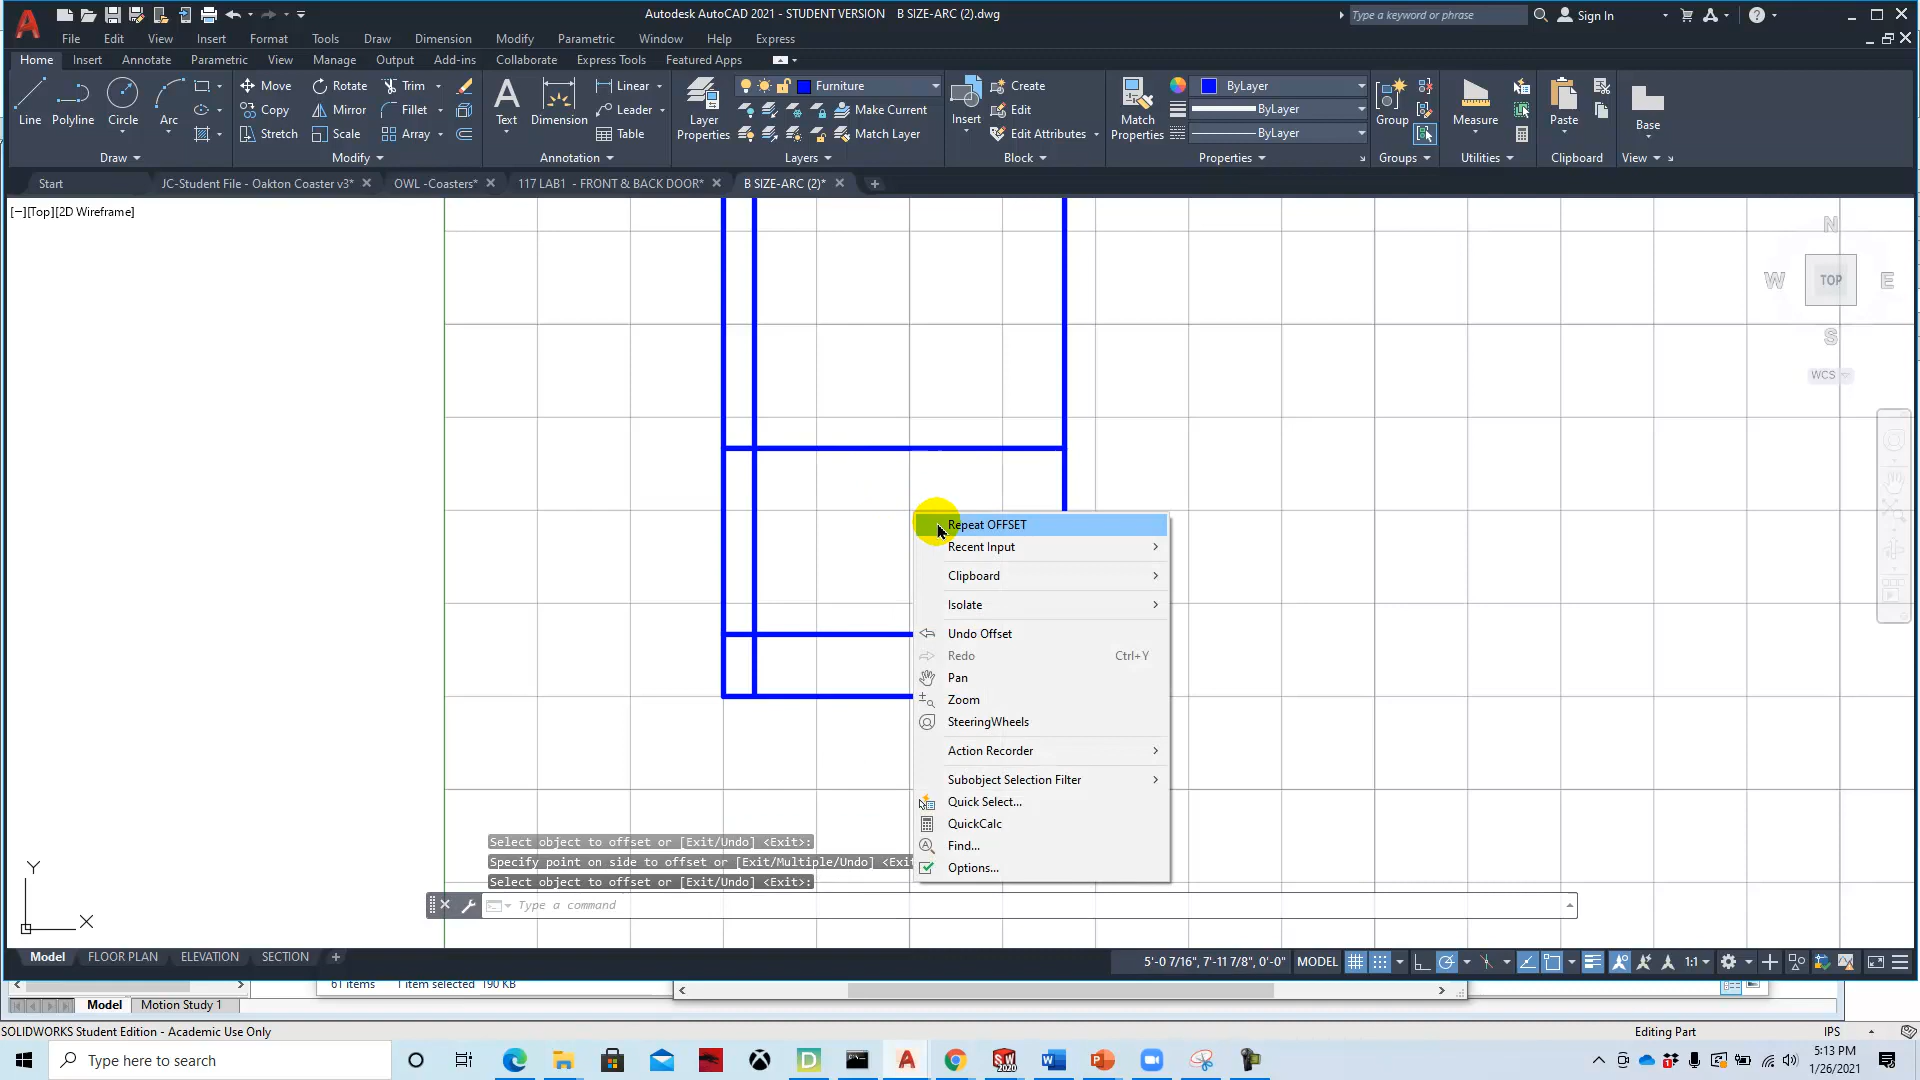 Autodesk AutoCAD 2021 - STUDENT VERSION B SIZE-ARC (2).dwg
Type a keyword or phrase
Sign In
File Edit View Insert Format Tools Draw Dimension Modify Parametric Window Help Express
Home Insert Annotate Parametric View Manage Output Add-ins Collaborate Express Tools Featured Apps
Line Polyline Circle Arc
Move Rotate Trim
Copy Mirror Fillet
Stretch Scale Array
Text Dimension
Linear
Leader
Table
Layer Properties
Furniture
Make Current
Match Layer
Insert
Create
Edit
Edit Attributes
Match Properties
ByLayer
ByLayer
ByLayer
Group
Measure
Paste
Base
Draw Modify Annotation Layers Block Properties Groups Utilities Clipboard View
Start JC-Student File - Oakton Coaster v3* OWL -Coasters* 117 LAB1 - FRONT & BACK DOOR* B SIZE-ARC (2)*
[−][Top][2D Wireframe]
N
W TOP E
S
WCS
Repeat OFFSET
Recent Input
Clipboard
Isolate
Undo Offset
Redo Ctrl+Y
Pan
Zoom
SteeringWheels
Action Recorder
Subobject Selection Filter
Quick Select...
QuickCalc
Find...
Options...
Select object to offset or [Exit/Undo] <Exit>:
Specify point on side to offset or [Exit/Multiple/Undo] <Exit
Select object to offset or [Exit/Undo] <Exit>:
Type a command
Y
X
Model FLOOR PLAN ELEVATION SECTION
5'-0 7/16", 7'-11 7/8", 0'-0" MODEL 1:1
61 items 1 item selected 190 KB
Model Motion Study 1
SOLIDWORKS Student Edition - Academic Use Only Editing Part IPS
Type here to search
5:13 PM
1/26/2021